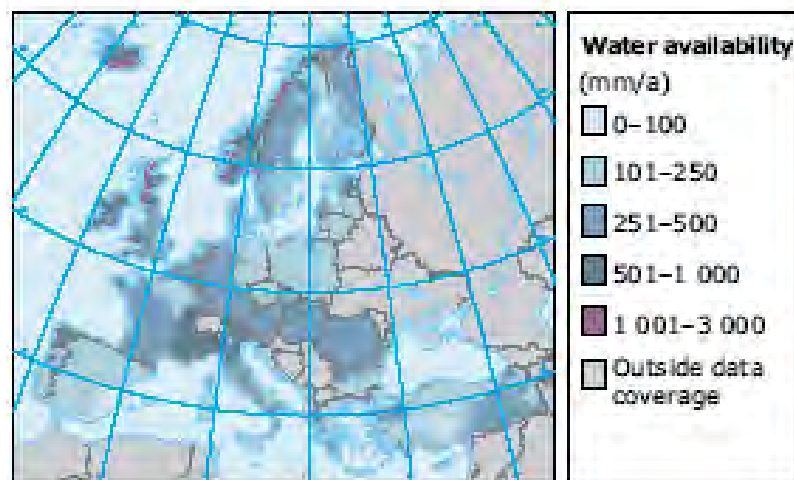 Water availability
(mm/a)
0–100
101–250
251–500
501–1 000
1 001–3 000
Outside data
coverage